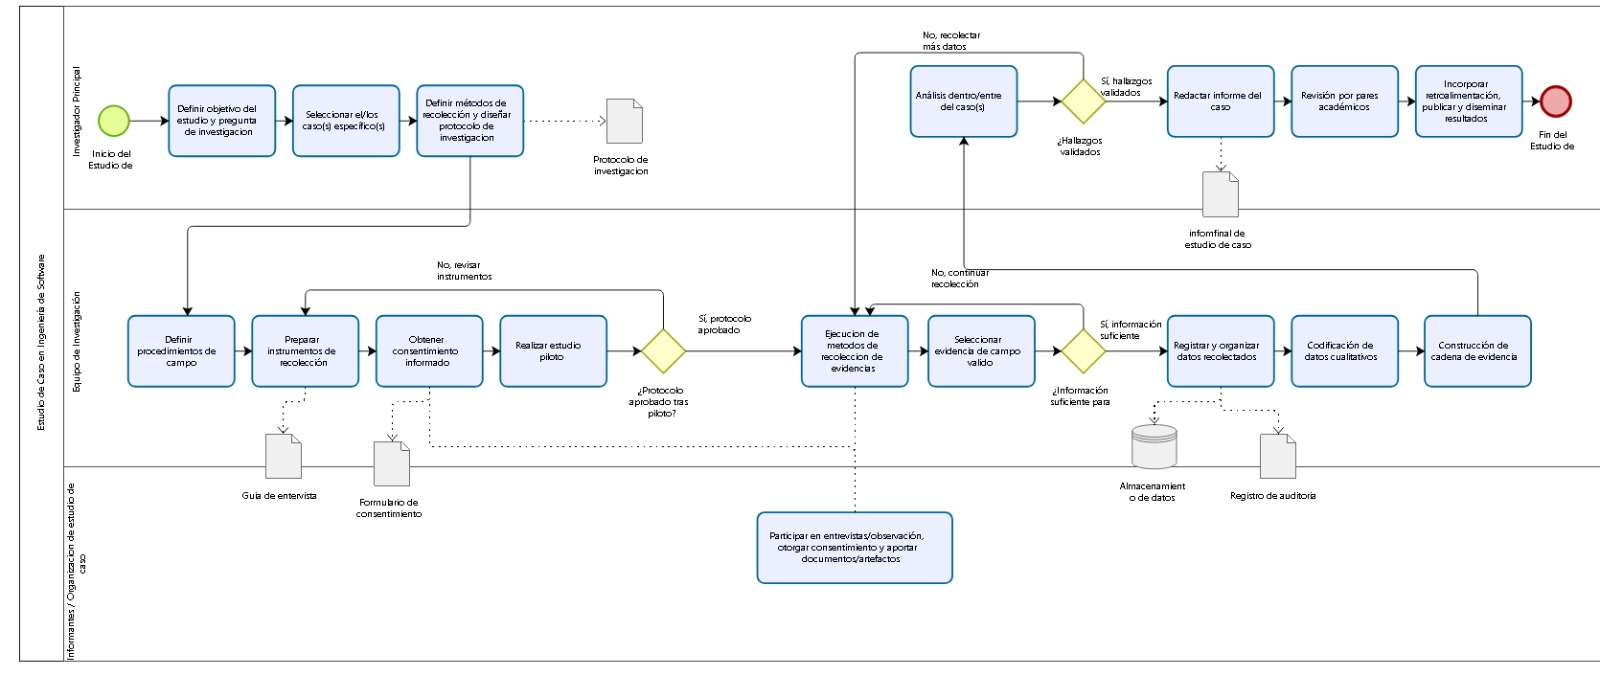 Estudio de Caso en Ingeniería de Software
Investigador Principal
Inicio del
Estudio de
Definir objetivo del
estudio y pregunta
de investigacion
Seleccionar el/los
caso(s) específico(s)
Definir métodos de
recolección y diseñar
protocolo de
investigacion
Protocolo de
investigacion
No, recolectar
más datos
Análisis dentro/entre
del caso(s)
Sí, hallazgos
validados
¿Hallazgos
validados
Redactar informe del
caso
Revisión por pares
académicos
Incorporar
retroalimentación,
publicar y diseminar
resultados
Fin del
Estudio de
infomfinal de
estudio de caso
Equipo de Investigación
Definir
procedimientos de
campo
Preparar
instrumentos de
recolección
Obtener
consentimiento
informado
Realizar estudio
piloto
No, revisar
instrumentos
Sí, protocolo
aprobado
¿Protocolo
aprobado tras
piloto?
Ejecucion de
metodos de
recoleccion de
evidencias
Seleccionar
evidencia de campo
valido
No, continuar
recolección
Sí, información
suficiente
¿Información
suficiente para
Registrar y organizar
datos recolectados
Codificación de
datos cualitativos
Construcción de
cadena de evidencia
Guia de entervista
Formulario de
consentimiento
Almacenamient
o de datos
Registro de auditoria
Informantes / Organizacion de estudio de
caso
Participar en entrevistas/observación,
otorgar consentimiento y aportar
documentos/artefactos